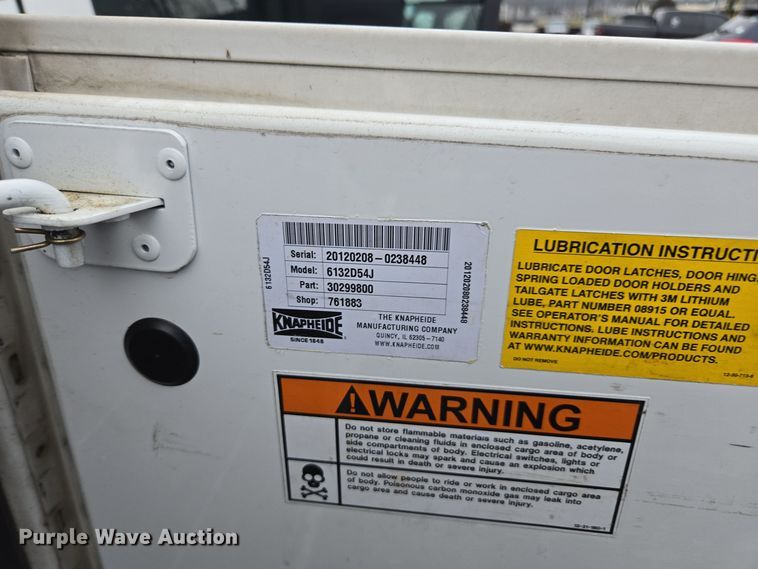 6132D54J
Serial: 20120208-0238448
Model: 6132D54J
Part: 30299800
Shop: 761883
201202080238448
KNAPHEIDE
SINCE 1848
THE KNAPHEIDE
MANUFACTURING COMPANY
QUINCY, IL 62305-7140
WWW.KNAPHEIDE.COM
LUBRICATION INSTRUCTI
LUBRICATE DOOR LATCHES, DOOR HING
SPRING LOADED DOOR HOLDERS AND
TAILGATE LATCHES WITH 3M LITHIUM
LUBE, PART NUMBER 08915 OR EQUAL.
SEE OPERATOR'S MANUAL FOR DETAILED
INSTRUCTIONS. LUBE INSTRUCTIONS AND
WARRANTY INFORMATION CAN BE FOUND
AT WWW.KNAPHEIDE.COM/PRODUCTS.
DO NOT REMOVE
WARNING
Do not store flammable materials such as gasoline, acetylene,
propane or cleaning fluids in enclosed cargo area of body or
side compartments of body. Electrical switches, lights or
electrical locks may spark and cause an explosion which
could result in death or severe injury.
Do not allow people to ride or work in enclosed cargo area
of body. Poisonous carbon monoxide gas may leak into
cargo area and cause death or severe injury.
Purple Wave Auction